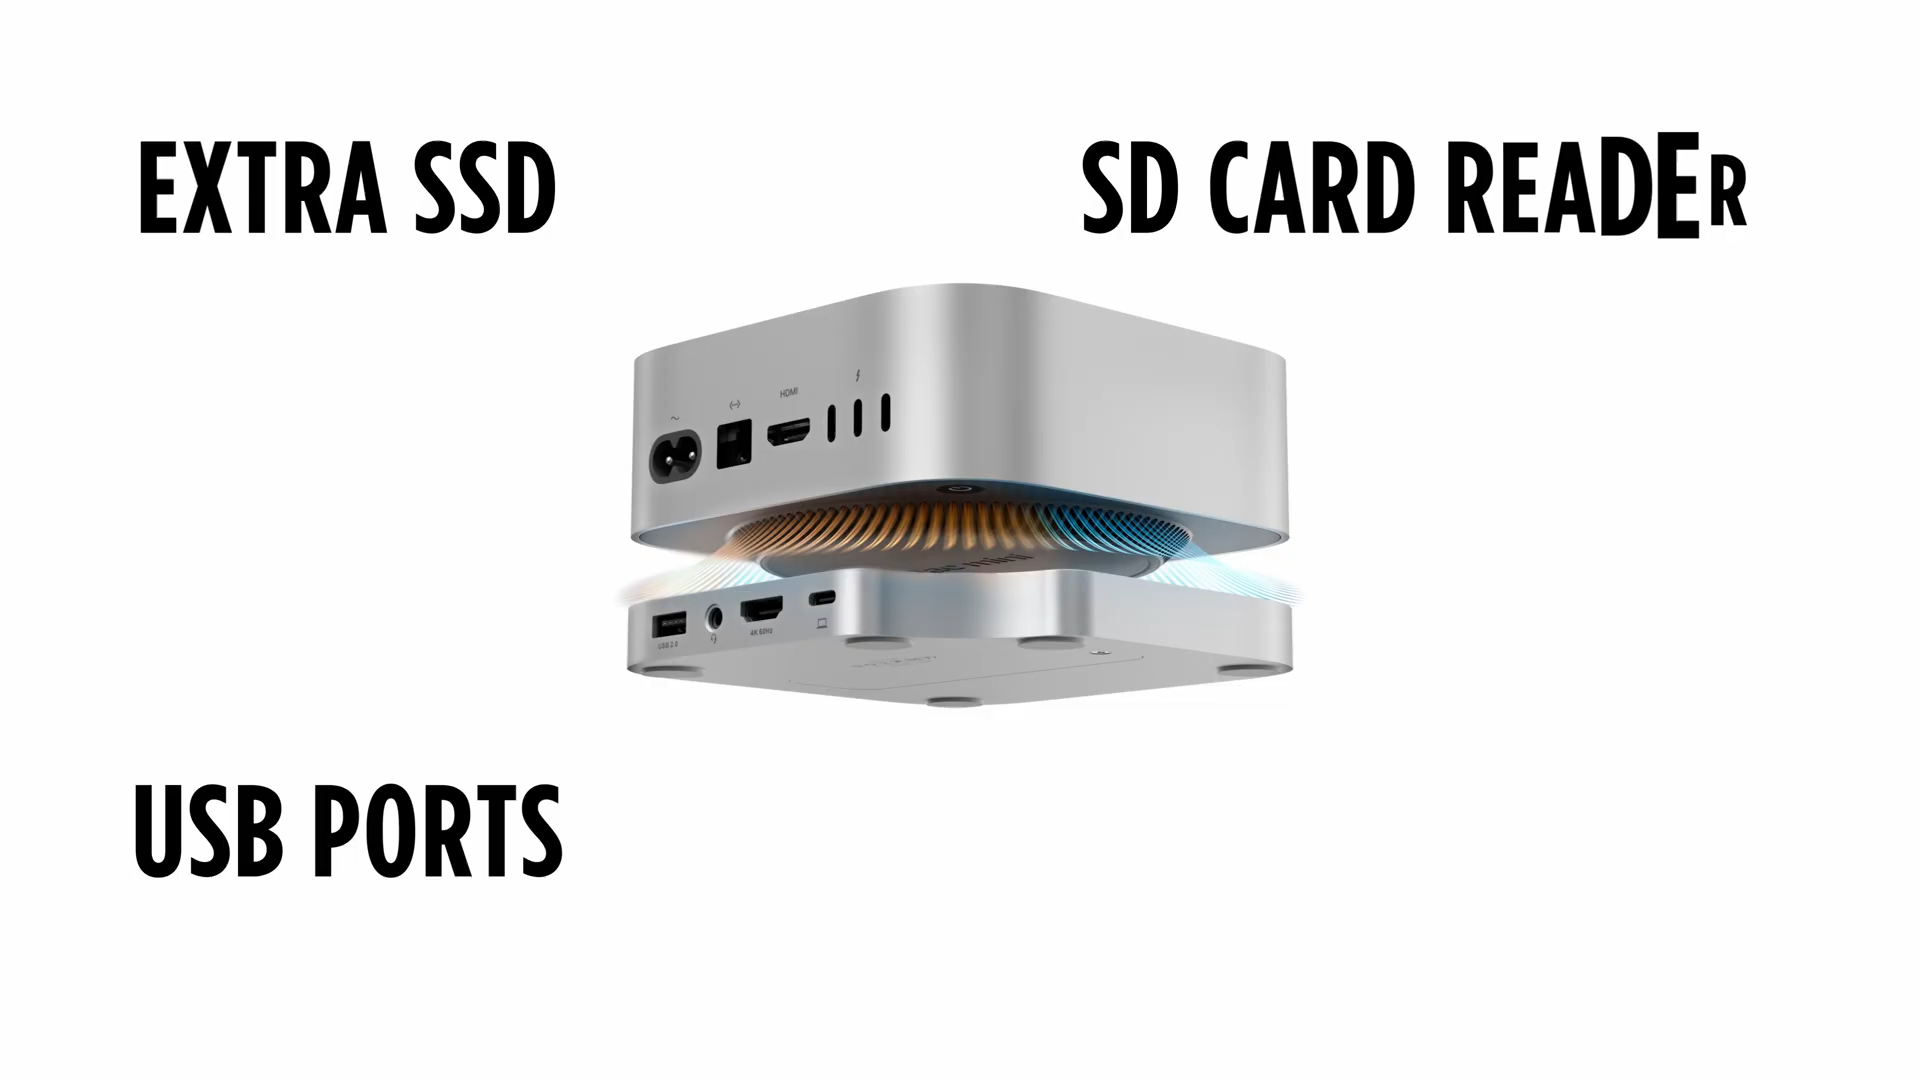 EXTRA SSD
SD CARD READER
HDMI
USB 2.0
4K 60Hz
USB PORTS